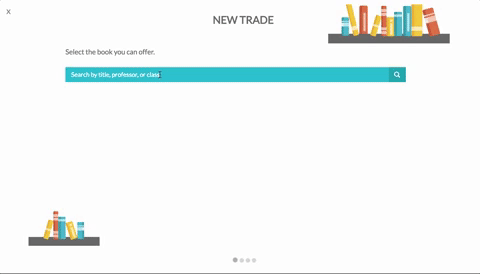 X
NEW TRADE
Select the book you can offer.
Search by title, professor, or class